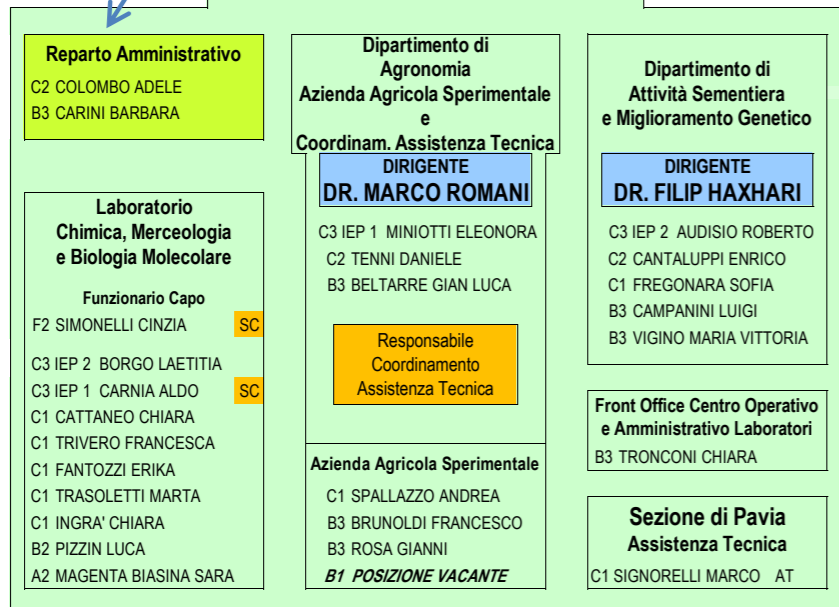 Reparto Amministrativo
C2 COLOMBO ADELE
B3 CARINI BARBARA
Laboratorio
Chimica, Merceologia
e Biologia Molecolare
Funzionario Capo
F2 SIMONELLI CINZIA SC
C3 IEP 2 BORGO LAETITIA
C3 IEP 1 CARNIA ALDO SC
C1 CATTANEO CHIARA
C1 TRIVERO FRANCESCA
C1 FANTOZZI ERIKA
C1 TRASOLETTI MARTA
C1 INGRA' CHIARA
B2 PIZZIN LUCA
A2 MAGENTA BIASINA SARA
Dipartimento di
Agronomia
Azienda Agricola Sperimentale
e
Coordinam. Assistenza Tecnica
DIRIGENTE
DR. MARCO ROMANI
C3 IEP 1 MINIOTTI ELEONORA
C2 TENNI DANIELE
B3 BELTARRE GIAN LUCA
Responsabile
Coordinamento
Assistenza Tecnica
Azienda Agricola Sperimentale
C1 SPALLAZZO ANDREA
B3 BRUNOLDI FRANCESCO
B3 ROSA GIANNI
B1 POSIZIONE VACANTE
Dipartimento di
Attività Sementiera
e Miglioramento Genetico
DIRIGENTE
DR. FILIP HAXHARI
C3 IEP 2 AUDISIO ROBERTO
C2 CANTALUPPI ENRICO
C1 FREGONARA SOFIA
B3 CAMPANINI LUIGI
B3 VIGINO MARIA VITTORIA
Front Office Centro Operativo
e Amministrativo Laboratori
B3 TRONCONI CHIARA
Sezione di Pavia
Assistenza Tecnica
C1 SIGNORELLI MARCO AT